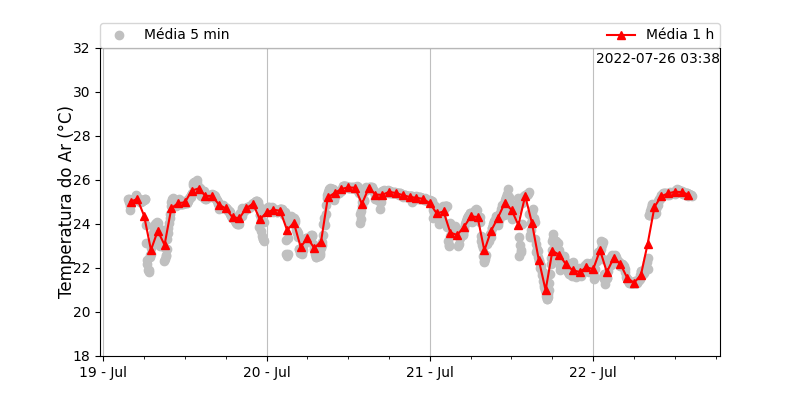 Média 5 min
Média 1 h
2022-07-26 03:38
Temperatura do Ar (°C)
32
30
28
26
24
22
20
18
19 - Jul
20 - Jul
21 - Jul
22 - Jul